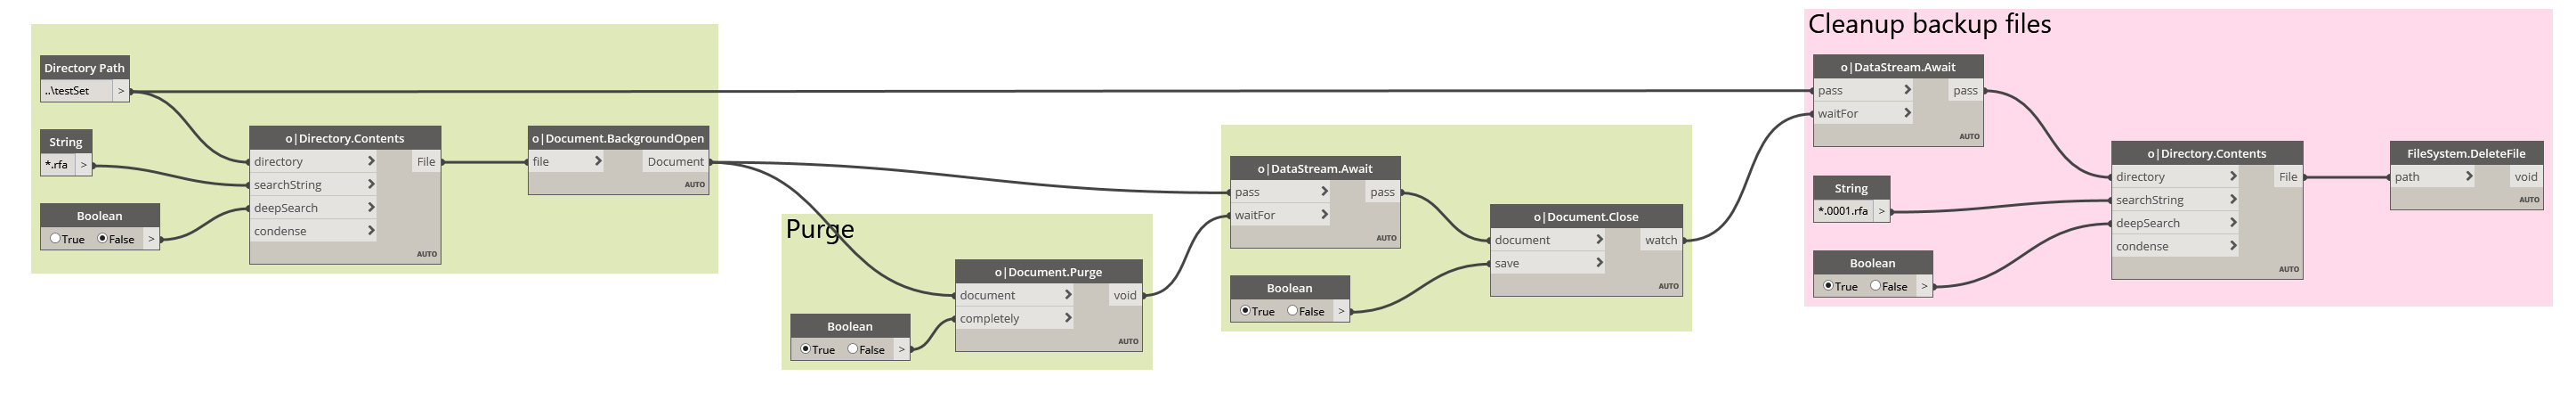 Directory Path
..\testSet >
String
*.rfa >
Boolean
True False >
o|Directory.Contents
directory > File
searchString >
deepSearch >
condense >
AUTO
o|Document.BackgroundOpen
file > Document
AUTO
Purge
Boolean
True False >
o|Document.Purge
document > void
completely >
AUTO
o|DataStream.Await
pass > pass
waitFor >
AUTO
Boolean
True False >
o|Document.Close
document > watch
save >
AUTO
Cleanup backup files
o|DataStream.Await
pass > pass
waitFor >
AUTO
String
*.0001.rfa >
Boolean
True False >
o|Directory.Contents
directory > File
searchString >
deepSearch >
condense >
AUTO
FileSystem.DeleteFile
path > void
AUTO